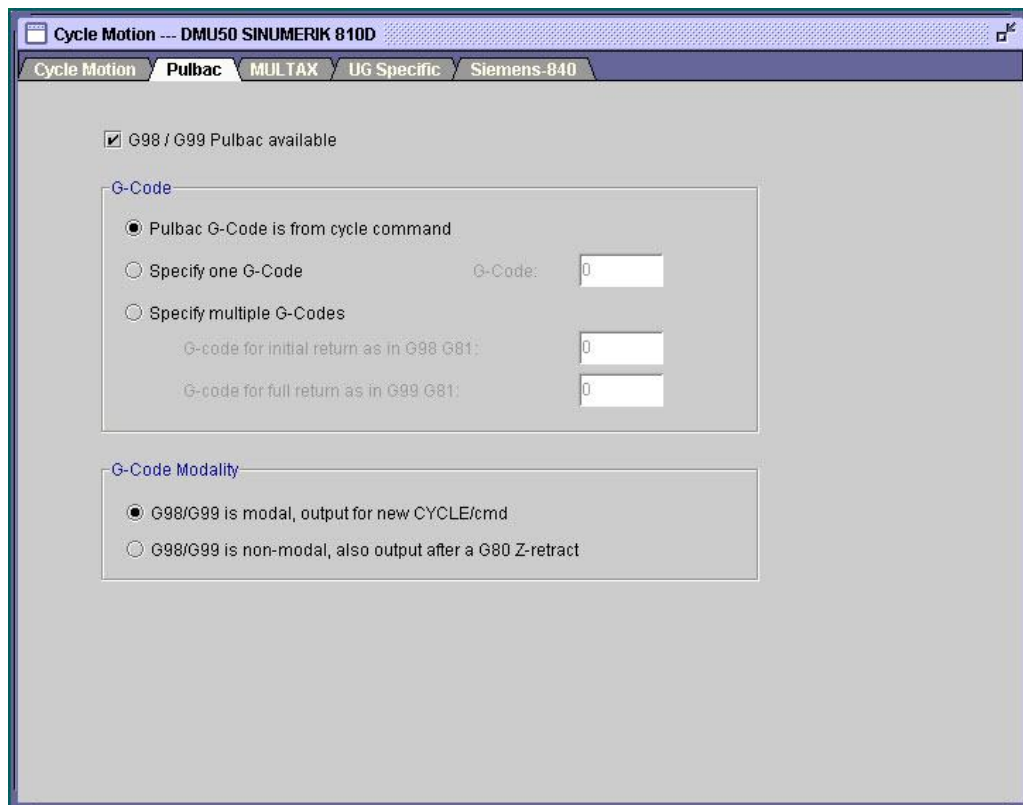 Cycle Motion --- DMU50 SINUMERIK 810D
Cycle Motion Pulbac MULTAX UG Specific Siemens-840
G98 / G99 Pulbac available
G-Code
Pulbac G-Code is from cycle command
Specify one G-Code G-Code: 0
Specify multiple G-Codes
G-code for initial return as in G98 G81: 0
G-code for full return as in G99 G81: 0
G-Code Modality
G98/G99 is modal, output for new CYCLE/cmd
G98/G99 is non-modal, also output after a G80 Z-retract